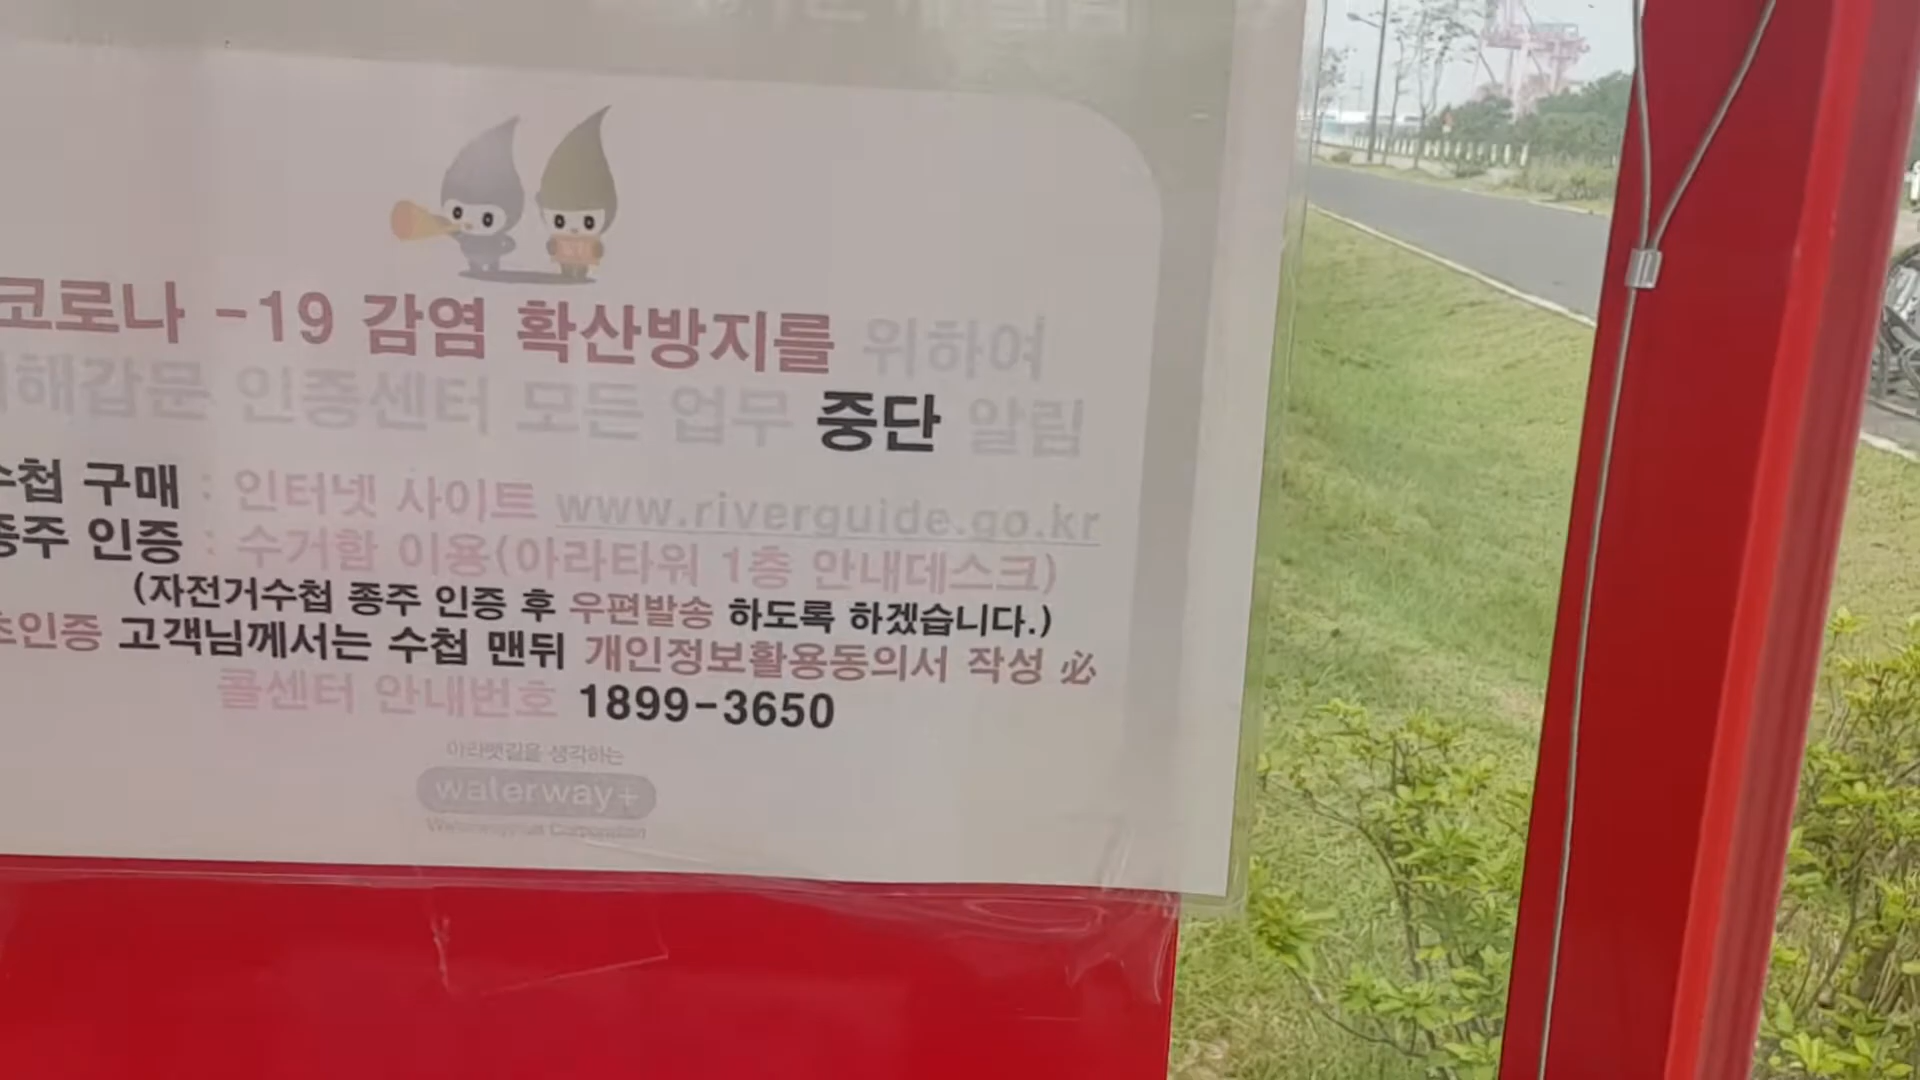 코로나 -19 감염 확산방지를 위하여
서해갑문 인증센터 모든 업무 중단 알림
수첩 구매 : 인터넷 사이트 www.riverguide.go.kr
종주 인증 : 수거함 이용(아라타워 1층 안내데스크)
(자전거수첩 종주 인증 후 우편발송 하도록 하겠습니다.)
인증 고객님께서는 수첩 맨뒤 개인정보활용동의서 작성 必
콜센터 안내번호 1899-3650
아라뱃길을 생각하는
waterway+
Waterwayplus Corporation